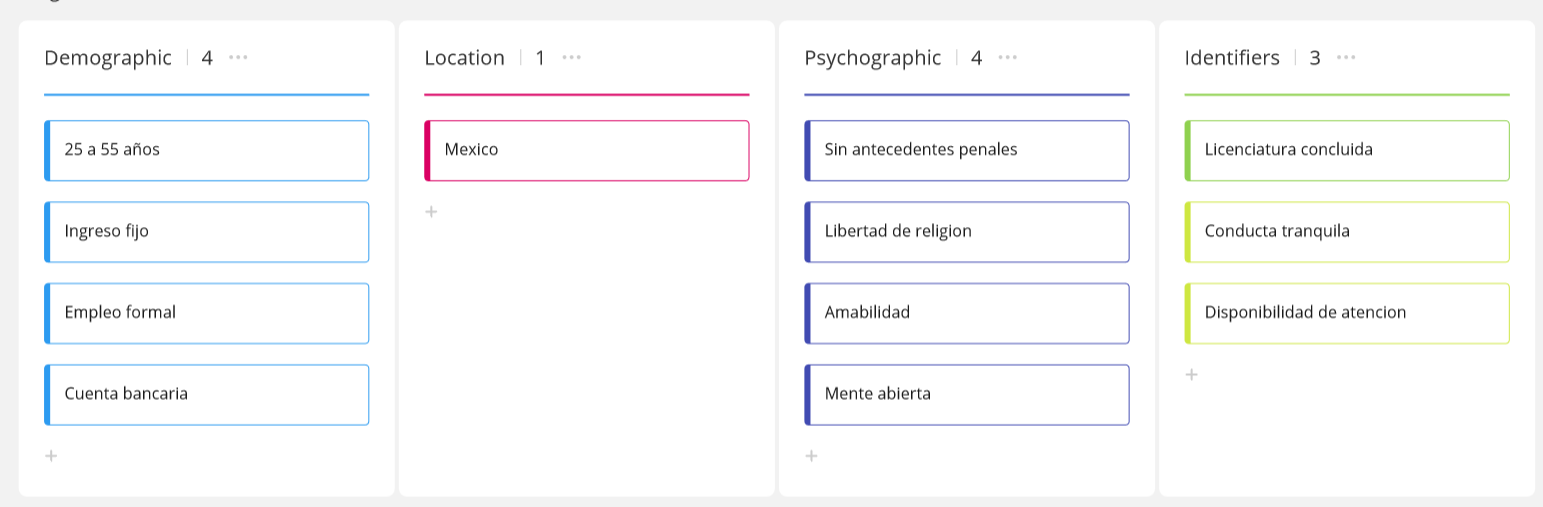 Demographic 4 ...
25 a 55 años
Ingreso fijo
Empleo formal
Cuenta bancaria
+
Location 1 ...
Mexico
+
Psychographic 4 ...
Sin antecedentes penales
Libertad de religion
Amabilidad
Mente abierta
+
Identifiers 3 ...
Licenciatura concluida
Conducta tranquila
Disponibilidad de atencion
+